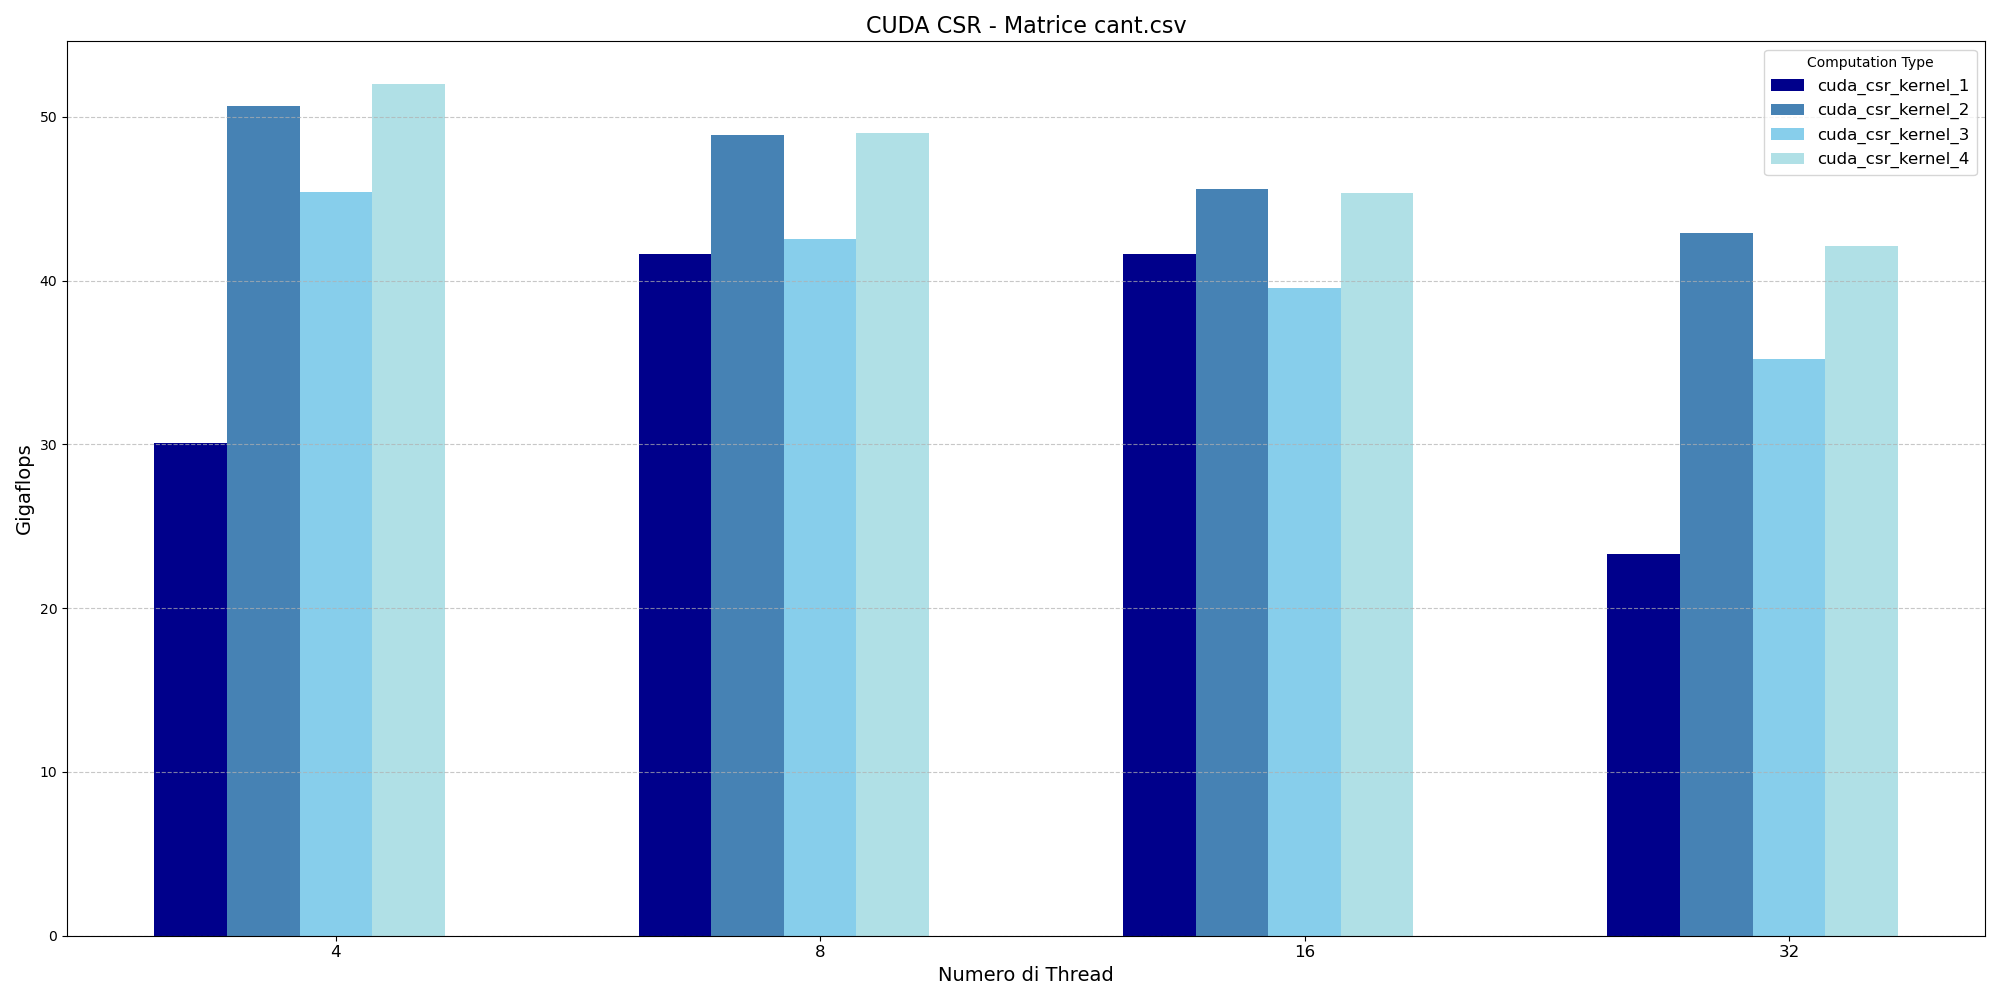 CUDA CSR - Matrice cant.csv
Computation Type
cuda_csr_kernel_1
cuda_csr_kernel_2
cuda_csr_kernel_3
cuda_csr_kernel_4
Gigaflops
50
40
30
20
10
0
4 8 16 32
Numero di Thread